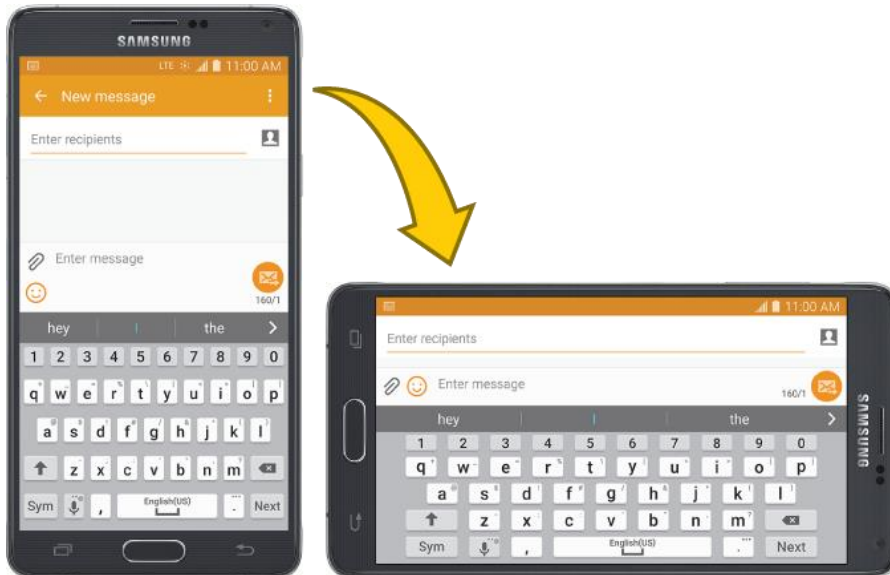 SAMSUNG
LTE 11:00 AM
New message
Enter recipients
Enter message
160/1
hey I the
1 2 3 4 5 6 7 8 9 0
q w e r t y u i o p
a s d f g h j k l
z x c v b n m
Sym , English(US) . Next
11:00 AM
Enter recipients
Enter message
160/1
hey I the
1 2 3 4 5 6 7 8 9 0
q w e r t y u i o p
a s d f g h j k l
z x c v b n m
Sym , English(US) . Next
SAMSUNG